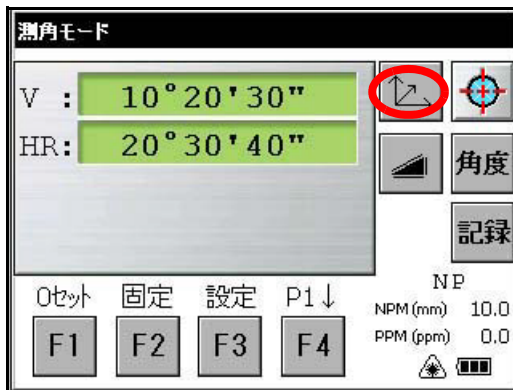 測角モード
V : 10°20'30"
HR: 20°30'40"
角度
記録
0セット 固定 設定 P1↓
F1 F2 F3 F4
NP
NPM (mm) 10.0
PPM (ppm) 0.0